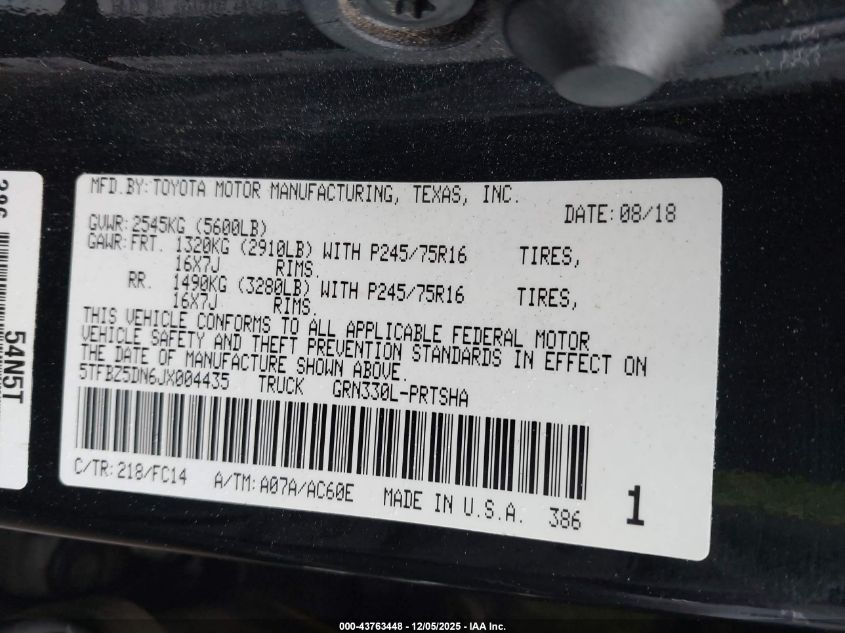 MFD.BY:TOYOTA MOTOR MANUFACTURING, TEXAS, INC.
DATE:08/18
GVWR:2545KG (5600LB)
GAWR:FRT. 1320KG (2910LB) WITH P245/75R16 TIRES,
16X7J RIMS.
RR. 1490KG (3280LB) WITH P245/75R16 TIRES,
16X7J RIMS.
THIS VEHICLE CONFORMS TO ALL APPLICABLE FEDERAL MOTOR
VEHICLE SAFETY AND THEFT PREVENTION STANDARDS IN EFFECT ON
THE DATE OF MANUFACTURE SHOWN ABOVE.
5TFBZ5DN6JX004435 TRUCK GRN330L-PRTSHA
C/TR:218/FC14 A/TM:A07A/AC60E MADE IN U.S.A. 386 1
54N5T
000-43763448 - 12/05/2025 - IAA Inc.